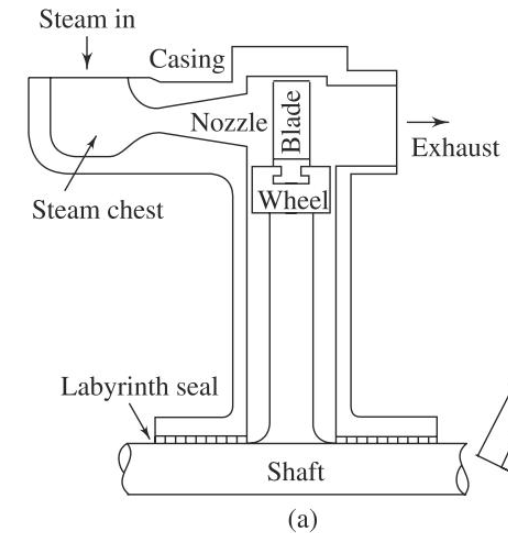 Steam in
Casing
Nozzle
Blade
Exhaust
Steam chest
Wheel
Labyrinth seal
Shaft
(a)